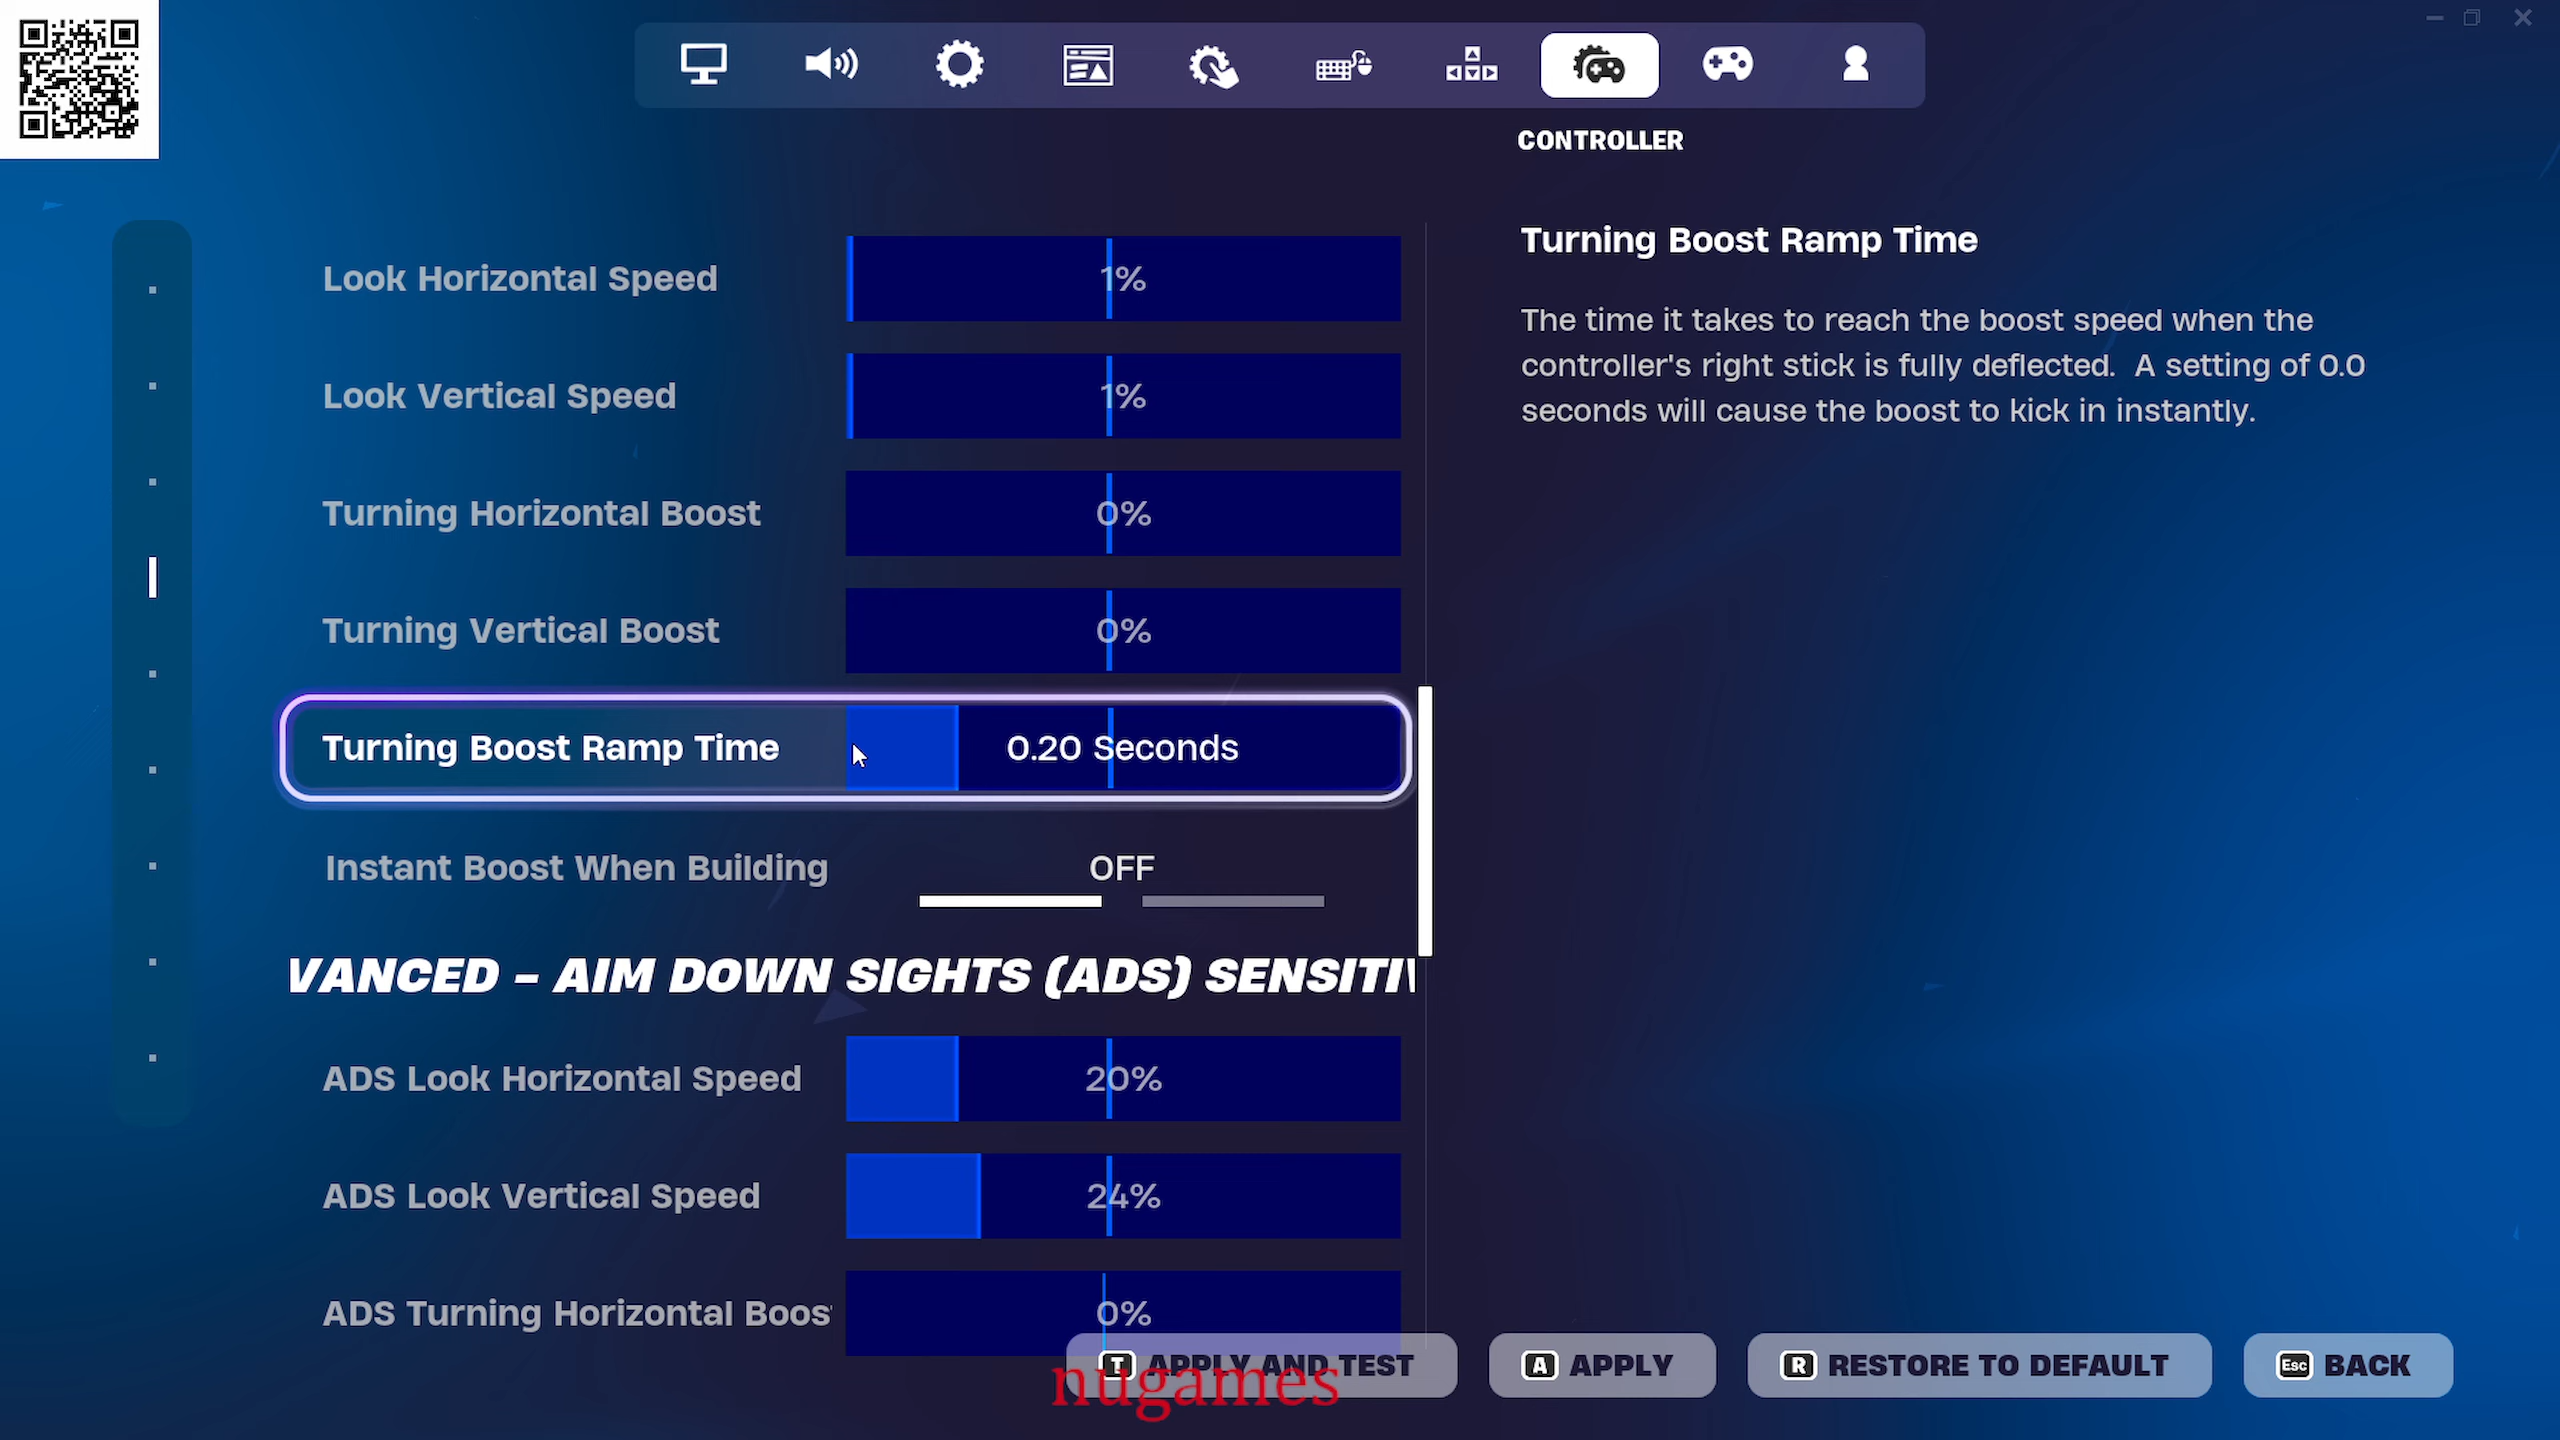 CONTROLLER
Look Horizontal Speed 1%
Look Vertical Speed 1%
Turning Horizontal Boost 0%
Turning Vertical Boost 0%
Turning Boost Ramp Time 0.20 Seconds
Instant Boost When Building OFF
VANCED - AIM DOWN SIGHTS (ADS) SENSITI
ADS Look Horizontal Speed 20%
ADS Look Vertical Speed 24%
ADS Turning Horizontal Boos 0%
Turning Boost Ramp Time
The time it takes to reach the boost speed when the
controller's right stick is fully deflected. A setting of 0.0
seconds will cause the boost to kick in instantly.
T APPLY AND TEST A APPLY R RESTORE TO DEFAULT Esc BACK
nugames